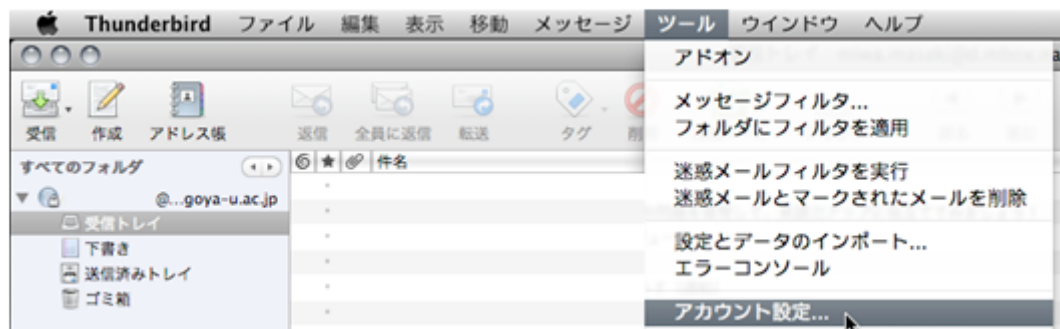 Thunderbird ファイル 編集 表示 移動 メッセージ ツール ウインドウ ヘルプ
アドオン
メッセージフィルタ...
フォルダにフィルタを適用
迷惑メールフィルタを実行
迷惑メールとマークされたメールを削除
設定とデータのインポート...
エラーコンソール
アカウント設定...
受信 作成 アドレス帳 返信 全員に返信 転送 タグ
すべてのフォルダ
件名
@...goya-u.ac.jp
受信トレイ
下書き
送信済みトレイ
ゴミ箱